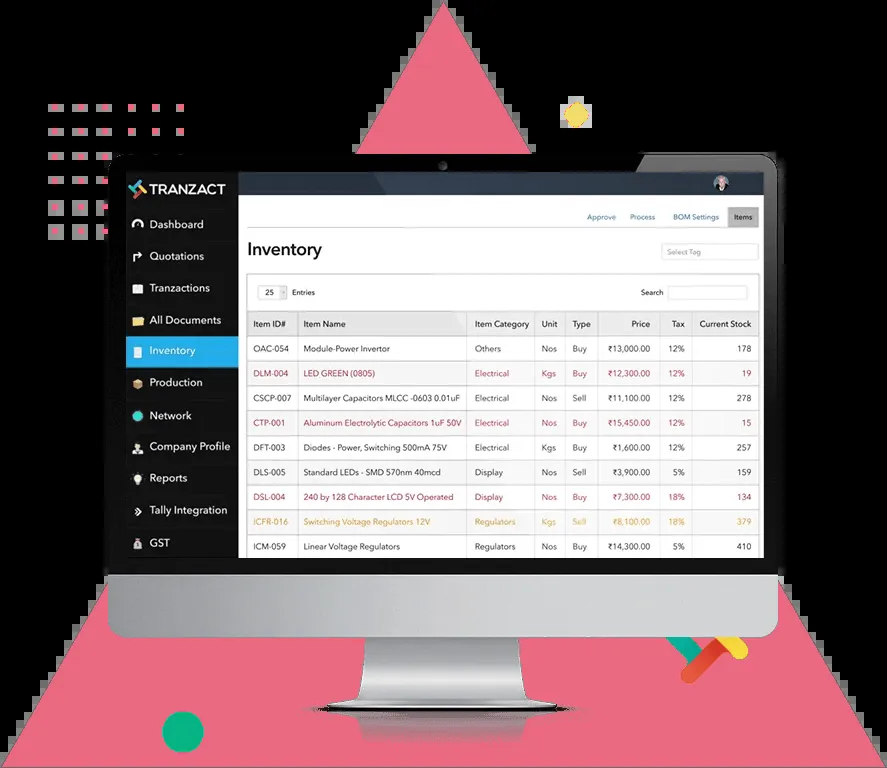 TRANZACT
Dashboard
Quotations
Tranzactions
All Documents
Inventory
Production
Network
Company Profile
Reports
Tally Integration
GST
Approve Process BOM Settings Items
Inventory
Select Tag
25 Entries Search
Item ID# Item Name Item Category Unit Type Price Tax Current Stock
OAC-054 Module-Power Invertor Others Nos Buy ₹13,000.00 12% 178
DLM-004 LED GREEN (0805) Electrical Kgs Buy ₹12,300.00 12% 19
CSCP-007 Multilayer Capacitors MLCC -0603 0.01uF Electrical Nos Sell ₹11,100.00 12% 278
CTP-001 Aluminum Electrolytic Capacitors 1uF 50V Electrical Nos Buy ₹15,450.00 12% 15
DFT-003 Diodes - Power, Switching 500mA 75V Electrical Kgs Buy ₹1,600.00 12% 257
DLS-005 Standard LEDs - SMD 570nm 40mcd Display Nos Sell ₹3,900.00 5% 159
DSL-004 240 by 128 Character LCD 5V Operated Display Nos Buy ₹7,300.00 18% 134
ICFR-016 Switching Voltage Regulators 12V Regulators Kgs Sell ₹8,100.00 18% 379
ICM-059 Linear Voltage Regulators Regulators Nos Buy ₹14,300.00 5% 410